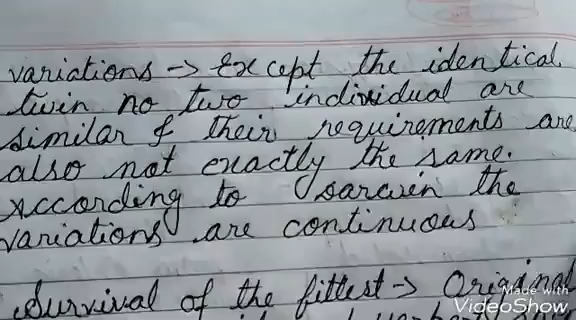 variations → Except the identical
twin no two individual are
similar & their requirements are
also not exactly the same.
According to Darwin the
variations are continuous
Survival of the fittest → Original
Made with
VideoShow